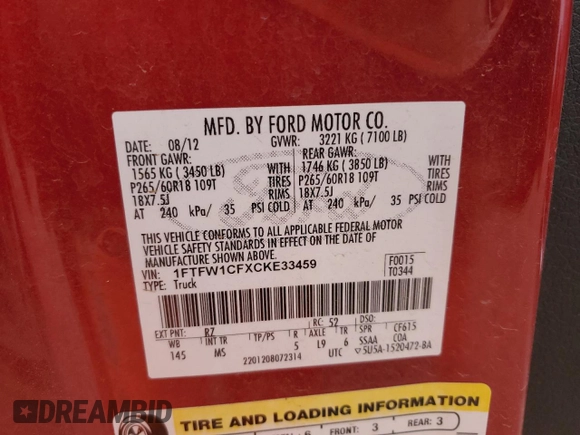 MFD. BY FORD MOTOR CO.
DATE: 08/12 GVWR: 3221 KG (7100 LB)
FRONT GAWR: REAR GAWR:
1565 KG (3450 LB) WITH 1746 KG (3850 LB) WITH
P265/60R18 109T TIRES P265/60R18 109T TIRES
18X7.5J RIMS 18X7.5J RIMS
AT 240 kPa/ 35 PSI COLD AT 240 kPa/ 35 PSI COLD
THIS VEHICLE CONFORMS TO ALL APPLICABLE FEDERAL MOTOR
VEHICLE SAFETY STANDARDS IN EFFECT ON THE DATE OF
MANUFACTURE SHOWN ABOVE.
VIN: 1FTFW1CFXCKE33459 F0015
TYPE: Truck T0344
EXT PNT: R7 RC: 52 DSO:
WB INT TR TP/PS R AXLE TR SPR CF615
145 MS 5 L9 6 SSAA COA
2201208072314 UTC 5U5A-1520472-BA
TIRE AND LOADING INFORMATION
FRONT: 3 REAR: 3
DREAMBID